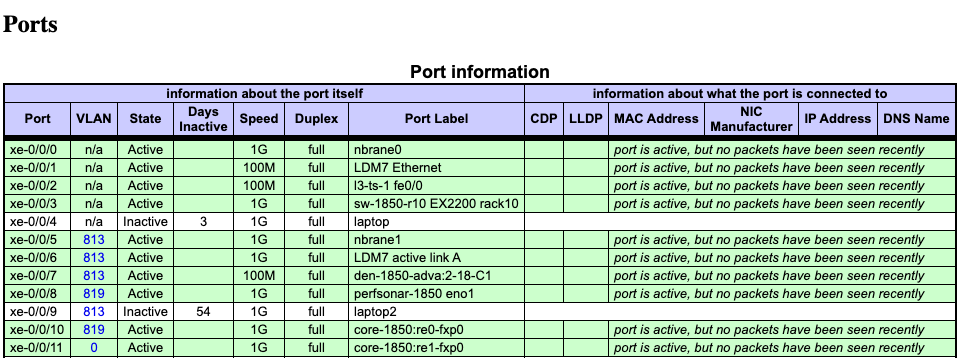 Ports
Port information
information about the port itself information about what the port is connected to
Port VLAN State Days Inactive Speed Duplex Port Label CDP LLDP MAC Address NIC Manufacturer IP Address DNS Name
xe-0/0/0 n/a Active 1G full nbrane0 port is active, but no packets have been seen recently
xe-0/0/1 n/a Active 100M full LDM7 Ethernet port is active, but no packets have been seen recently
xe-0/0/2 n/a Active 100M full l3-ts-1 fe0/0 port is active, but no packets have been seen recently
xe-0/0/3 n/a Active 1G full sw-1850-r10 EX2200 rack10 port is active, but no packets have been seen recently
xe-0/0/4 n/a Inactive 3 1G full laptop
xe-0/0/5 813 Active 1G full nbrane1 port is active, but no packets have been seen recently
xe-0/0/6 813 Active 1G full LDM7 active link A port is active, but no packets have been seen recently
xe-0/0/7 813 Active 100M full den-1850-adva:2-18-C1 port is active, but no packets have been seen recently
xe-0/0/8 819 Active 1G full perfsonar-1850 eno1 port is active, but no packets have been seen recently
xe-0/0/9 813 Inactive 54 1G full laptop2
xe-0/0/10 819 Active 1G full core-1850:re0-fxp0 port is active, but no packets have been seen recently
xe-0/0/11 0 Active 1G full core-1850:re1-fxp0 port is active, but no packets have been seen recently